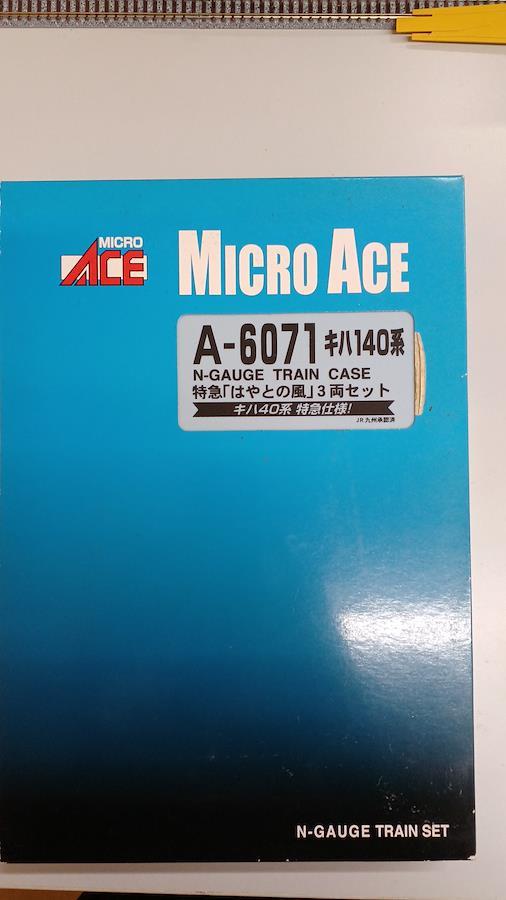 MICRO
ACE
MICRO ACE
A-6071 キハ140系
N-GAUGE TRAIN CASE
特急「はやとの風」3両セット
キハ40系 特急仕様!
JR九州承認済
N-GAUGE TRAIN SET